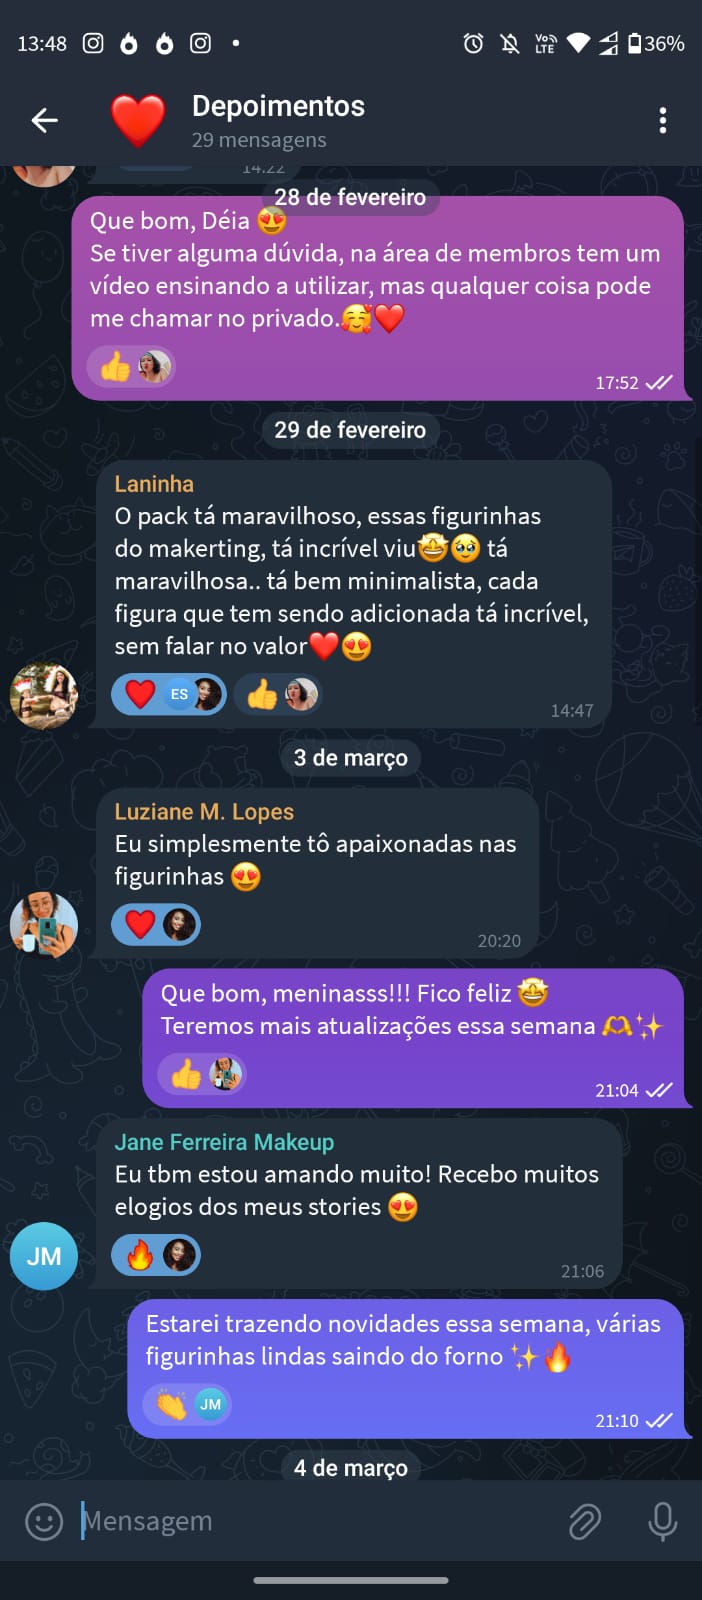 13:48
Vo))
LTE
36%
Depoimentos
29 mensagens
14:22
28 de fevereiro
Que bom, Déia 😍
Se tiver alguma dúvida, na área de membros tem um
vídeo ensinando a utilizar, mas qualquer coisa pode
me chamar no privado.🥰❤️
17:52
29 de fevereiro
Laninha
O pack tá maravilhoso, essas figurinhas
do makerting, tá incrível viu🤩🥹 tá
maravilhosa.. tá bem minimalista, cada
figura que tem sendo adicionada tá incrível,
sem falar no valor❤️😍
ES
14:47
3 de março
Luziane M. Lopes
Eu simplesmente tô apaixonadas nas
figurinhas 😍
20:20
Que bom, meninasss!!! Fico feliz 🤩
Teremos mais atualizações essa semana 🫶✨
21:04
Jane Ferreira Makeup
Eu tbm estou amando muito! Recebo muitos
elogios dos meus stories 😍
JM
21:06
Estarei trazendo novidades essa semana, várias
figurinhas lindas saindo do forno ✨🔥
JM
21:10
4 de março
Mensagem